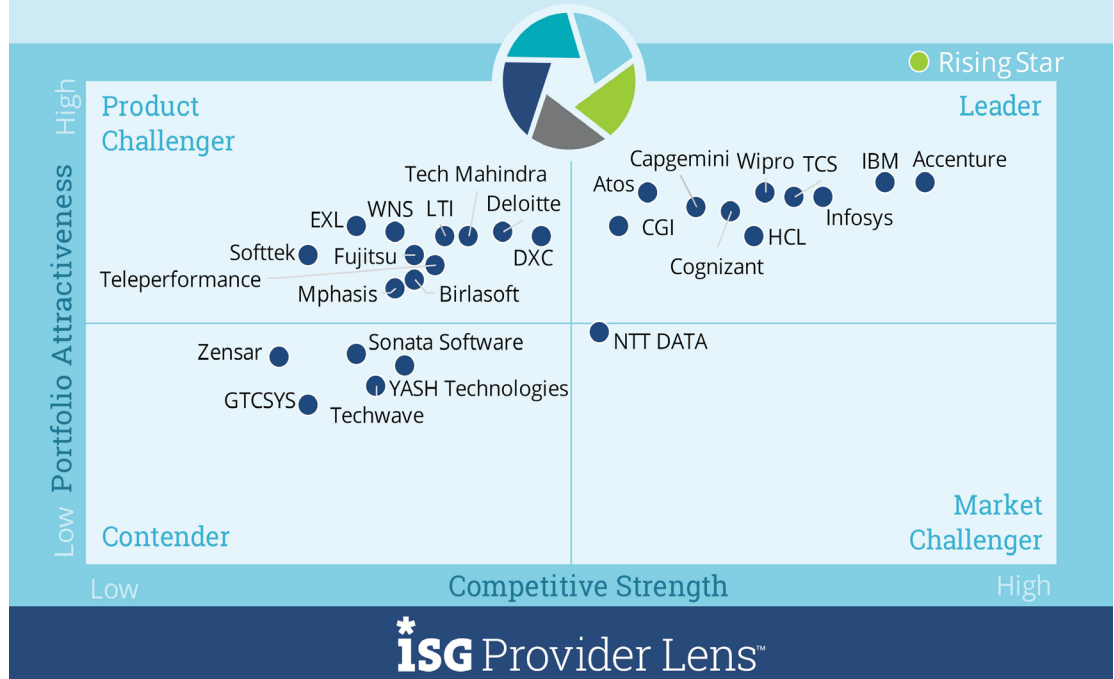 Rising Star
High
Product
Challenger
Leader
Portfolio Attractiveness
Tech Mahindra
Capgemini
Wipro
TCS
IBM
Accenture
EXL
WNS
LTI
Deloitte
Atos
CGI
Infosys
Softtek
Fujitsu
DXC
HCL
Cognizant
Teleperformance
Mphasis
Birlasoft
Zensar
Sonata Software
NTT DATA
GTCSYS
YASH Technologies
Techwave
Low
Contender
Market
Challenger
Low
Competitive Strength
High
*ISG Provider Lens™